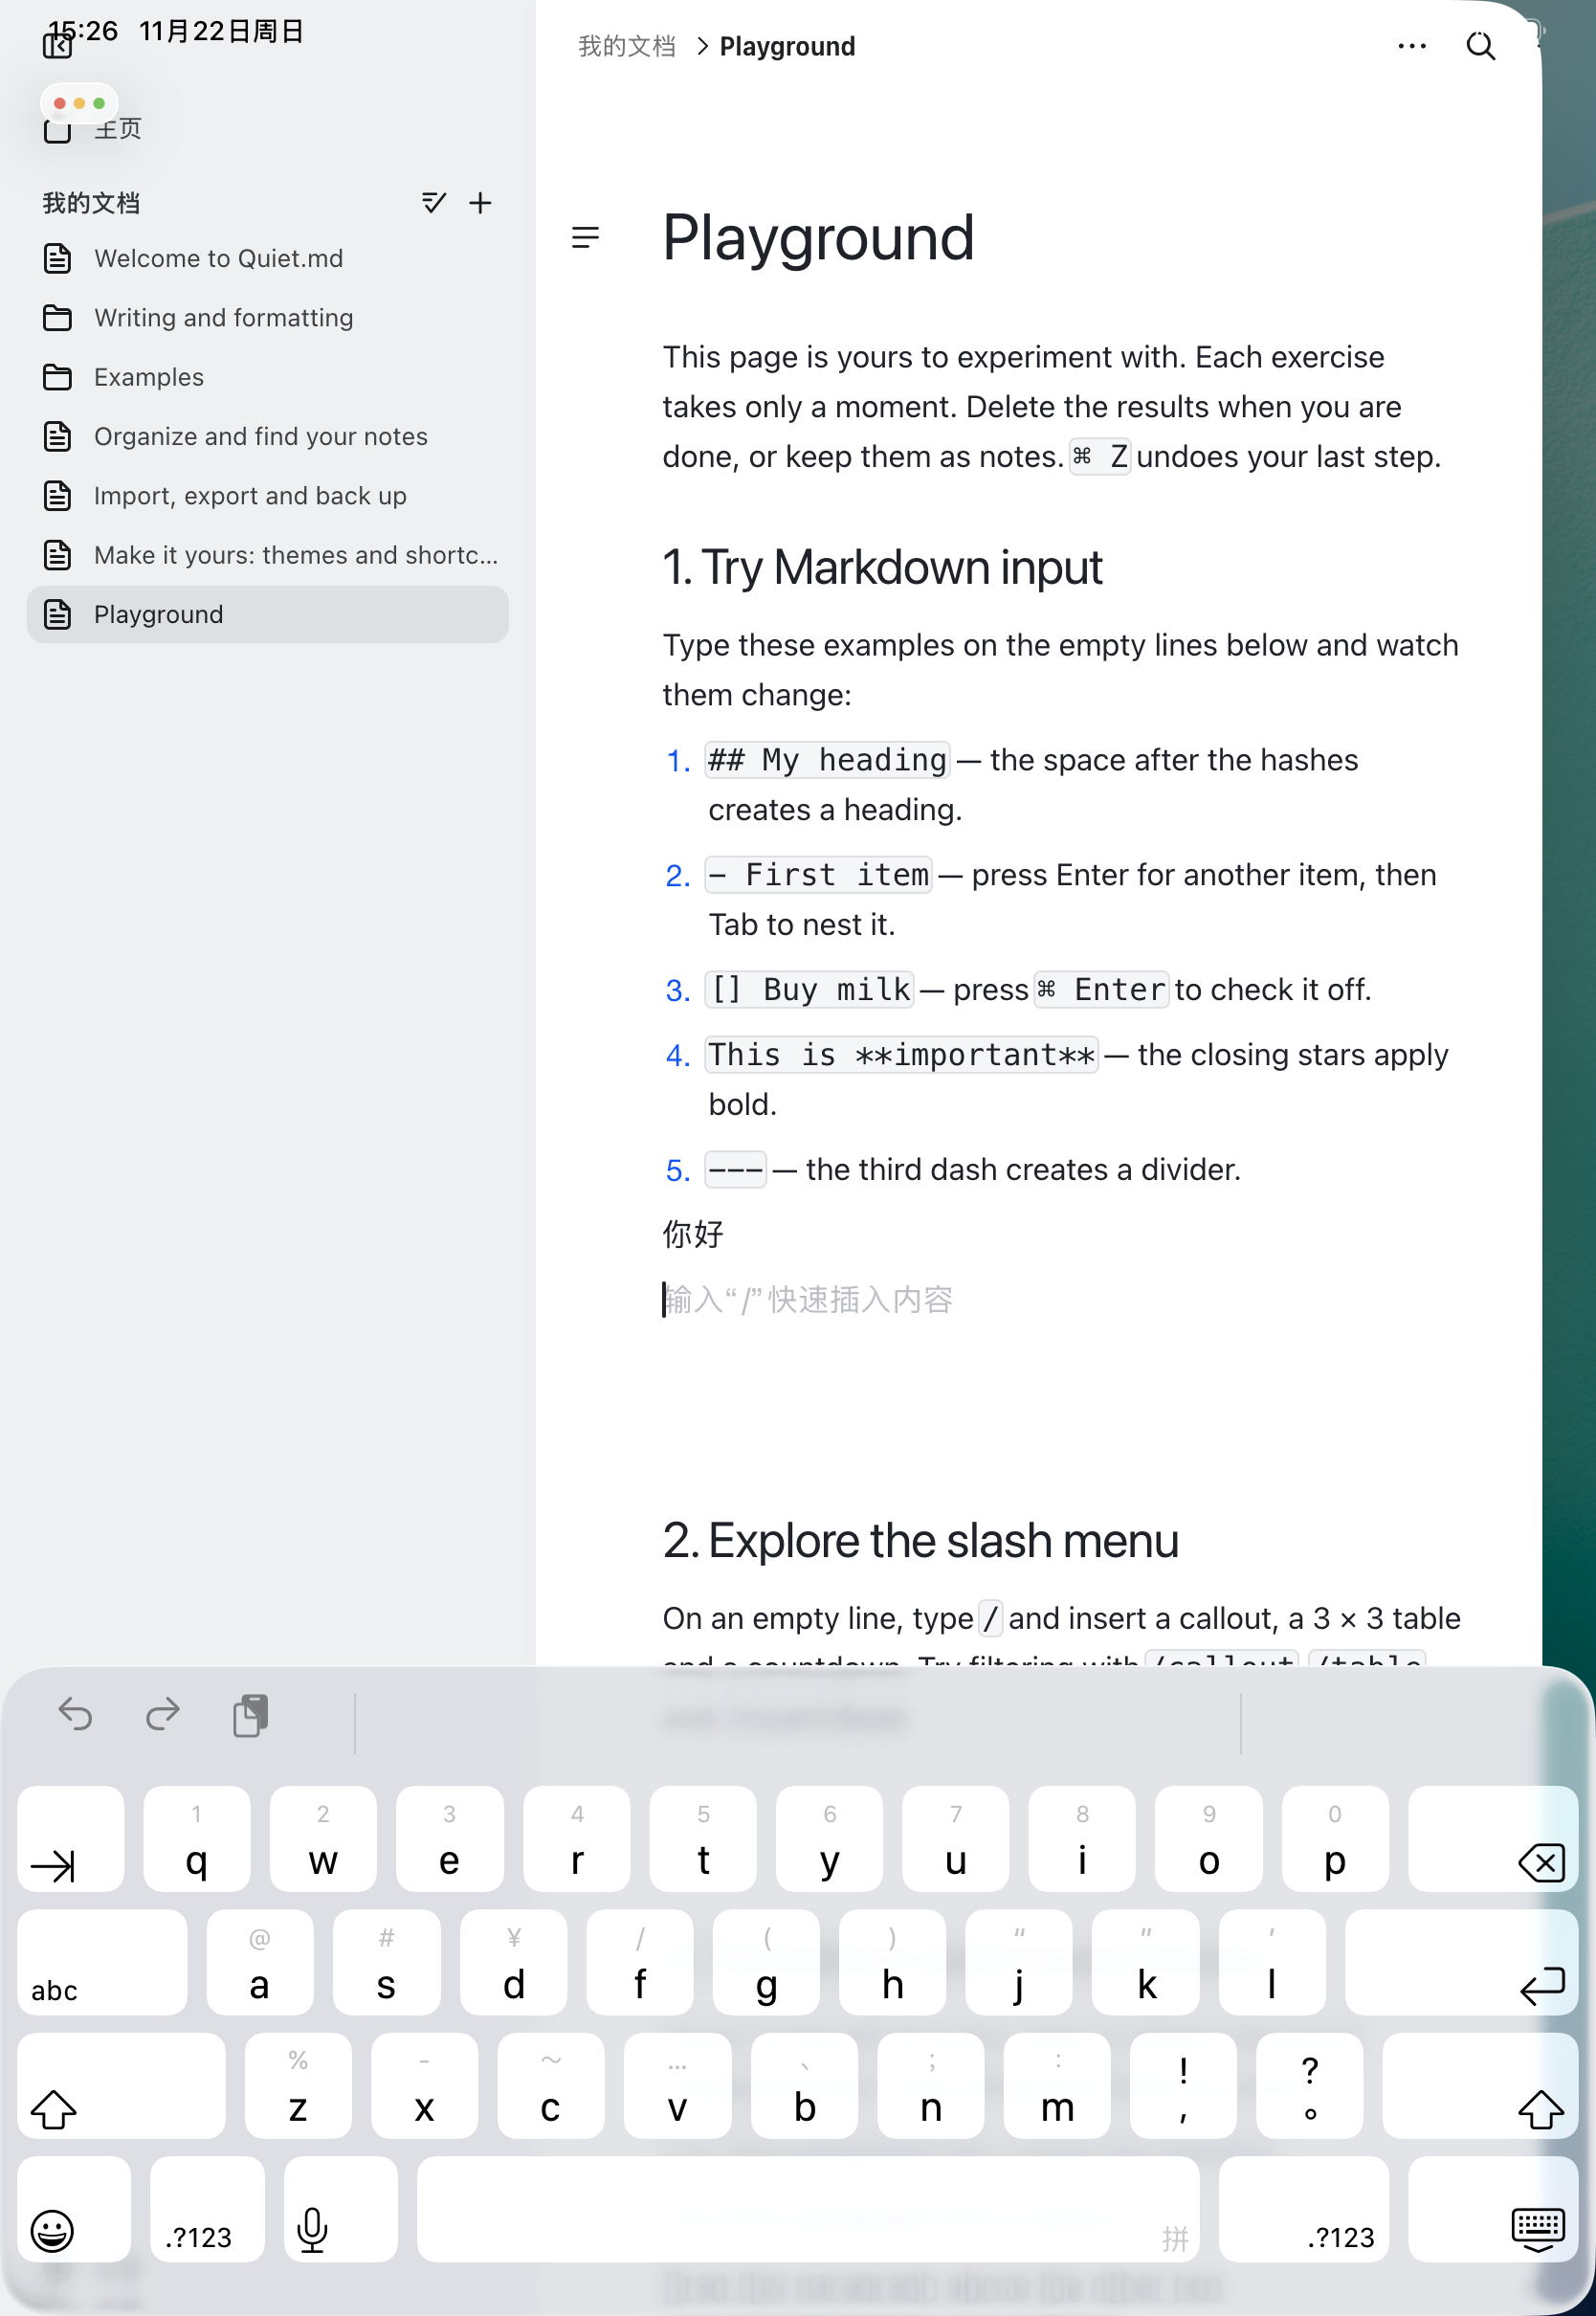 15:26 11月22日周日
主页
我的文档
Welcome to Quiet.md
Writing and formatting
Examples
Organize and find your notes
Import, export and back up
Make it yours: themes and shortc...
Playground
我的文档 > Playground
Playground
This page is yours to experiment with. Each exercise
takes only a moment. Delete the results when you are
done, or keep them as notes. ⌘ Z undoes your last step.
1. Try Markdown input
Type these examples on the empty lines below and watch
them change:
1. ## My heading — the space after the hashes
creates a heading.
2. - First item — press Enter for another item, then
Tab to nest it.
3. [] Buy milk — press ⌘ Enter to check it off.
4. This is **important** — the closing stars apply
bold.
5. --- — the third dash creates a divider.
你好
输入“/”快速插入内容
2. Explore the slash menu
On an empty line, type / and insert a callout, a 3 × 3 table
and a countdown. Try filtering with /callout /table
1 2 3 4 5 6 7 8 9 0
q w e r t y u i o p
@ # ¥ / ( ) “ ” ’
abc a s d f g h j k l
% - ～ … 、 ; : ! ?
z x c v b n m , 。
.?123 拼 .?123